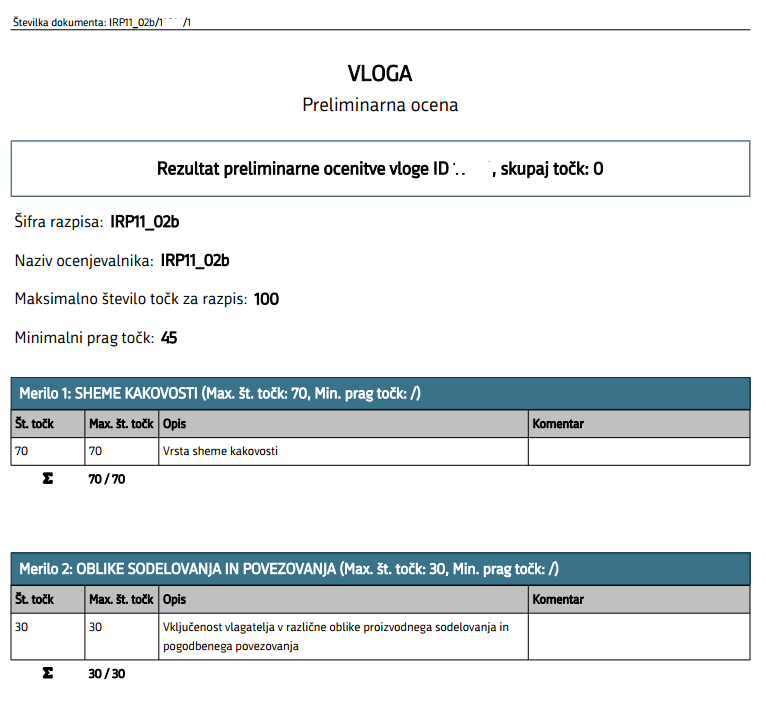 Številka dokumenta: IRP11_02b/1 /1
VLOGA
Preliminarna ocena
Rezultat preliminarne ocenitve vloge ID , skupaj točk: 0
Šifra razpisa: IRP11_02b
Naziv ocenjevalnika: IRP11_02b
Maksimalno število točk za razpis: 100
Minimalni prag točk: 45
Merilo 1: SHEME KAKOVOSTI (Max. št. točk: 70, Min. prag točk: /)
Št. točk Max. št. točk Opis Komentar
70 70 Vrsta sheme kakovosti
Σ 70 / 70
Merilo 2: OBLIKE SODELOVANJA IN POVEZOVANJA (Max. št. točk: 30, Min. prag točk: /)
Št. točk Max. št. točk Opis Komentar
30 30 Vključenost vlagatelja v različne oblike proizvodnega sodelovanja in
pogodbenega povezovanja
Σ 30 / 30